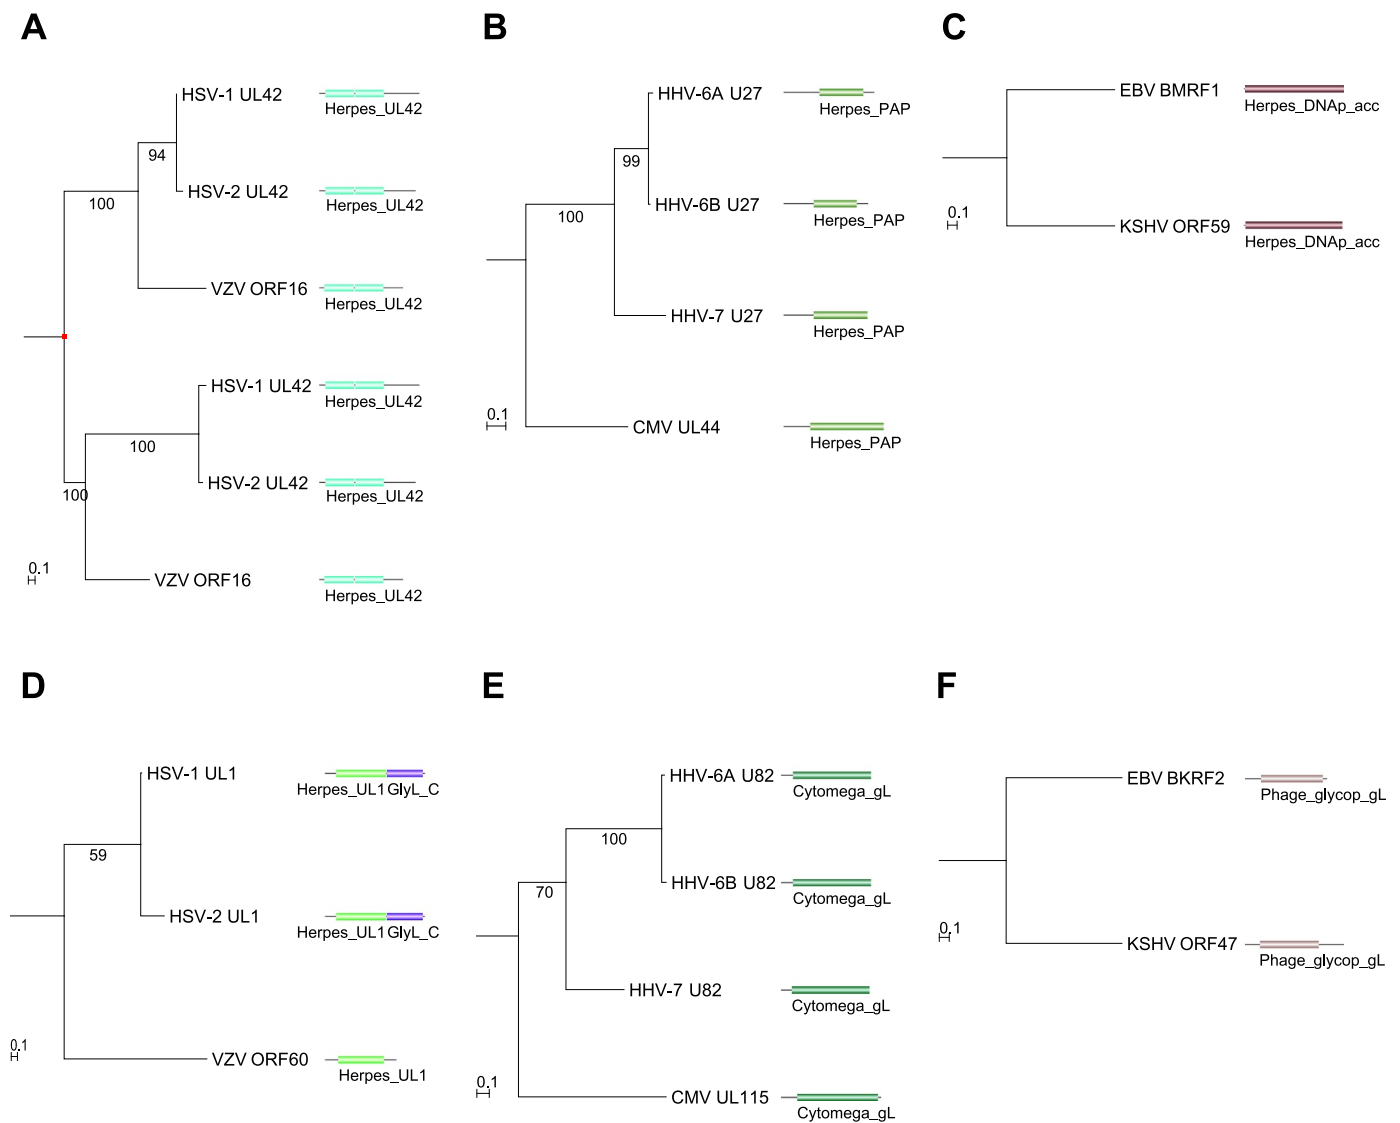 A
HSV-1 UL42
Herpes_UL42
94
HSV-2 UL42
Herpes_UL42
100
VZV ORF16
Herpes_UL42
HSV-1 UL42
Herpes_UL42
100
HSV-2 UL42
Herpes_UL42
100
VZV ORF16
Herpes_UL42
0.1
B
HHV-6A U27
Herpes_PAP
99
HHV-6B U27
Herpes_PAP
100
HHV-7 U27
Herpes_PAP
0.1
CMV UL44
Herpes_PAP
C
EBV BMRF1
Herpes_DNAp_acc
0.1
KSHV ORF59
Herpes_DNAp_acc
D
HSV-1 UL1
Herpes_UL1 GlyL_C
59
HSV-2 UL1
Herpes_UL1 GlyL_C
0.1
VZV ORF60
Herpes_UL1
E
HHV-6A U82
Cytomega_gL
100
HHV-6B U82
Cytomega_gL
70
HHV-7 U82
Cytomega_gL
0.1
CMV UL115
Cytomega_gL
F
EBV BKRF2
Phage_glycop_gL
0.1
KSHV ORF47
Phage_glycop_gL